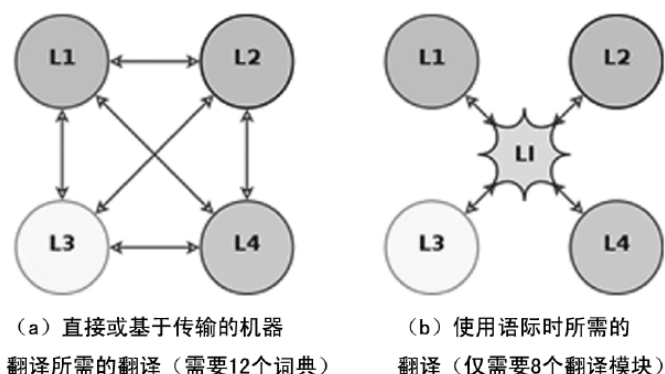 L1
L2
L3
L4
L1
L2
LI
L3
L4
（a）直接或基于传输的机器
翻译所需的翻译（需要12个词典）
（b）使用语际时所需的
翻译（仅需要8个翻译模块）